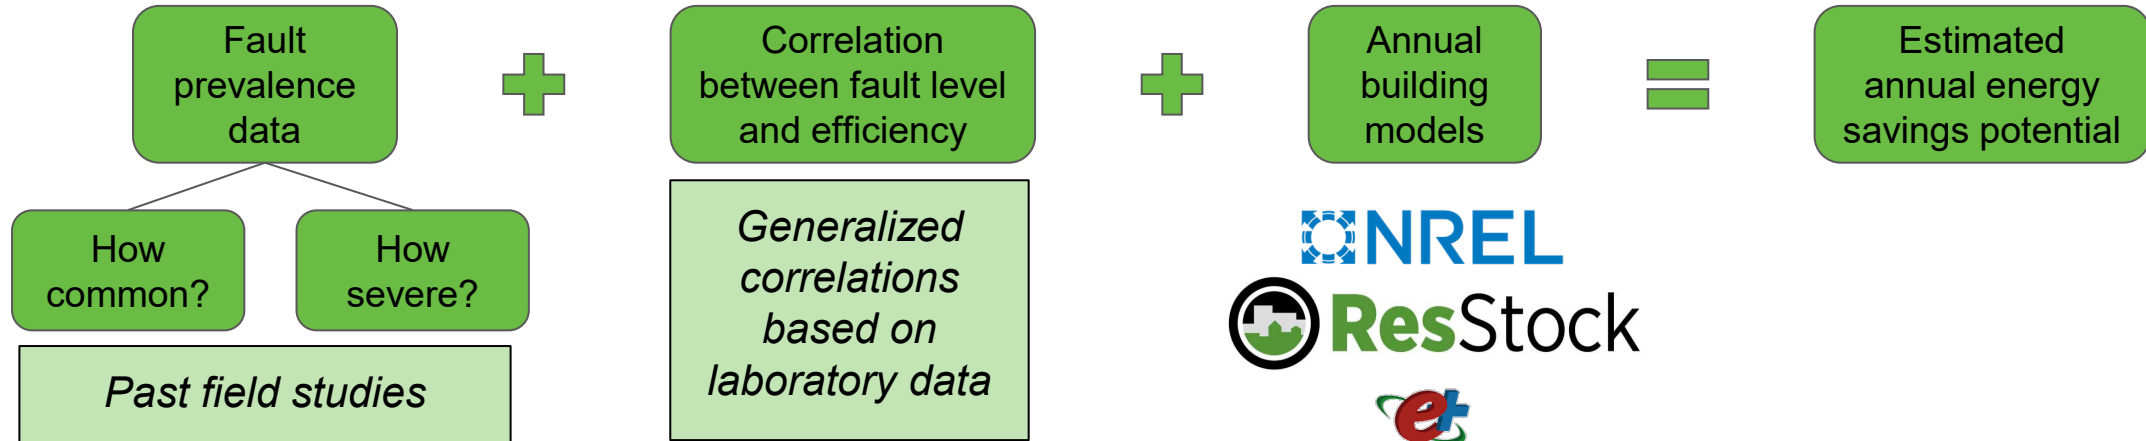 Fault
prevalence
data
Correlation
between fault level
and efficiency
Annual
building
models
Estimated
annual energy
savings potential
How
common?
How
severe?
Past field studies
Generalized
correlations
based on
laboratory data
NREL
ResStock
e+